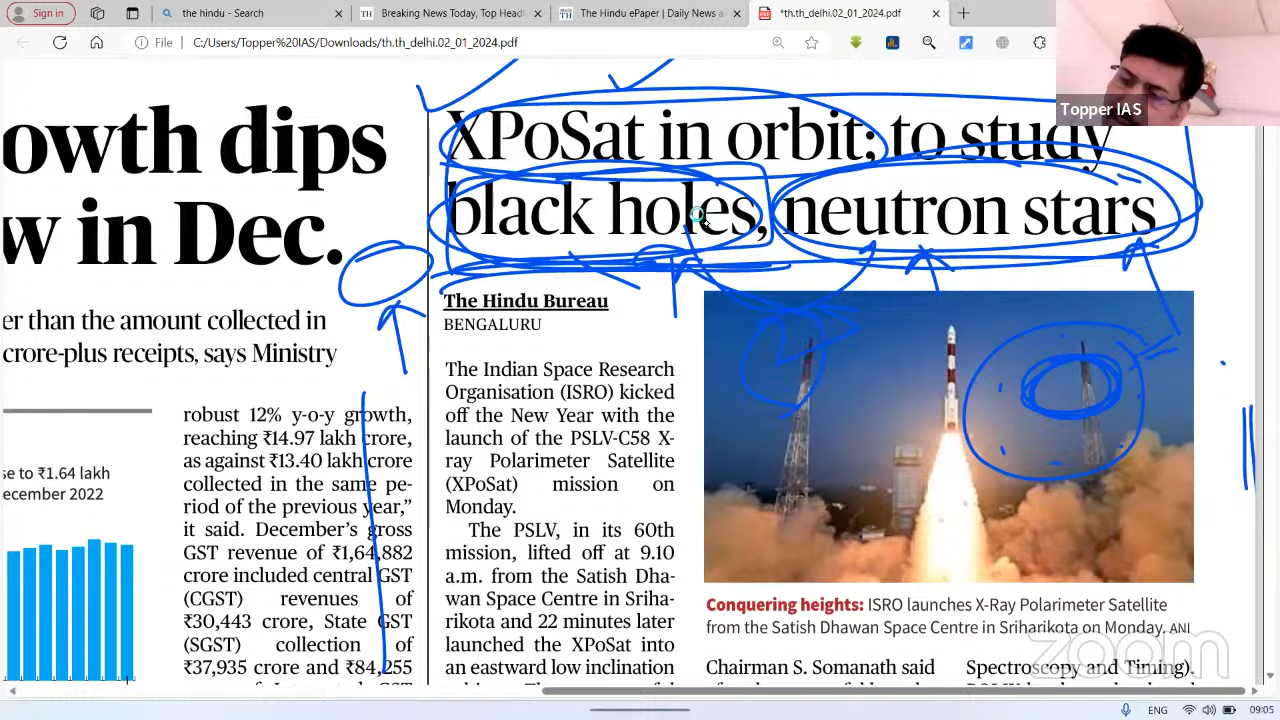 Sign in
the hindu - Search
Breaking News Today, Top Headl
The Hindu ePaper | Daily News a
*th.th_delhi.02_01_2024.pdf
File
C:/Users/Topper%20IAS/Downloads/th.th_delhi.02_01_2024.pdf
Topper IAS
owth dips
w in Dec.
er than the amount collected in
crore-plus receipts, says Ministry
se to ₹1.64 lakh
ecember 2022
robust 12% y-o-y growth,
reaching ₹14.97 lakh crore,
as against ₹13.40 lakh crore
collected in the same pe-
riod of the previous year,”
it said. December’s gross
GST revenue of ₹1,64,882
crore included central GST
(CGST) revenues of
₹30,443 crore, State GST
(SGST) collection of
₹37,935 crore and ₹84,255
XPoSat in orbit; to study
black holes, neutron stars
The Hindu Bureau
BENGALURU
The Indian Space Research
Organisation (ISRO) kicked
off the New Year with the
launch of the PSLV-C58 X-
ray Polarimeter Satellite
(XPoSat) mission on
Monday.
The PSLV, in its 60th
mission, lifted off at 9.10
a.m. from the Satish Dha-
wan Space Centre in Sriha-
rikota and 22 minutes later
launched the XPoSat into
an eastward low inclination
Conquering heights: ISRO launches X-Ray Polarimeter Satellite
from the Satish Dhawan Space Centre in Sriharikota on Monday. ANI
Chairman S. Somanath said
Spectroscopy and Timing).
zoom
ENG
09:05